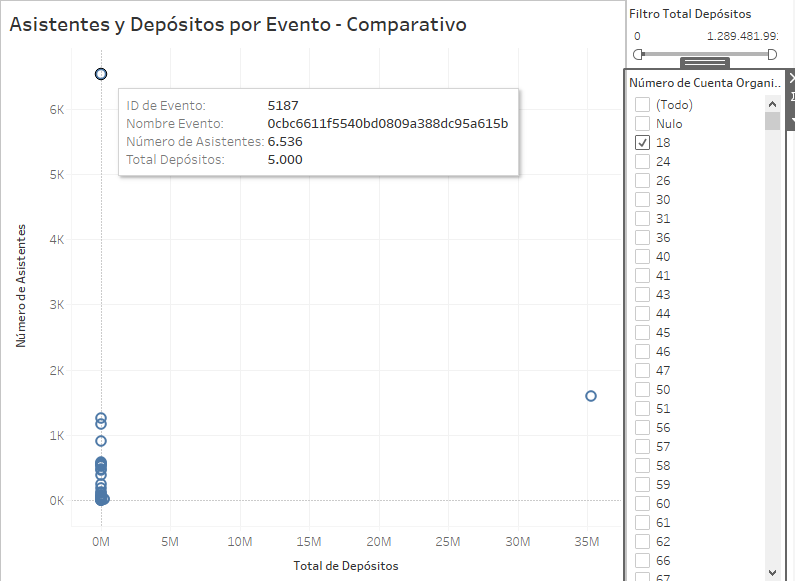 Asistentes y Depósitos por Evento - Comparativo
ID de Evento: 5187
Nombre Evento: 0cbc6611f5540bd0809a388dc95a615b
Número de Asistentes: 6.536
Total Depósitos: 5.000
Número de Asistentes
6K
5K
4K
3K
2K
1K
0K
0M 5M 10M 15M 20M 25M 30M 35M
Total de Depósitos
Filtro Total Depósitos
0 1.289.481.99
Número de Cuenta Organi..
(Todo)
Nulo
18
24
26
30
31
36
40
41
43
44
45
46
47
50
51
56
57
58
59
60
61
62
66
67